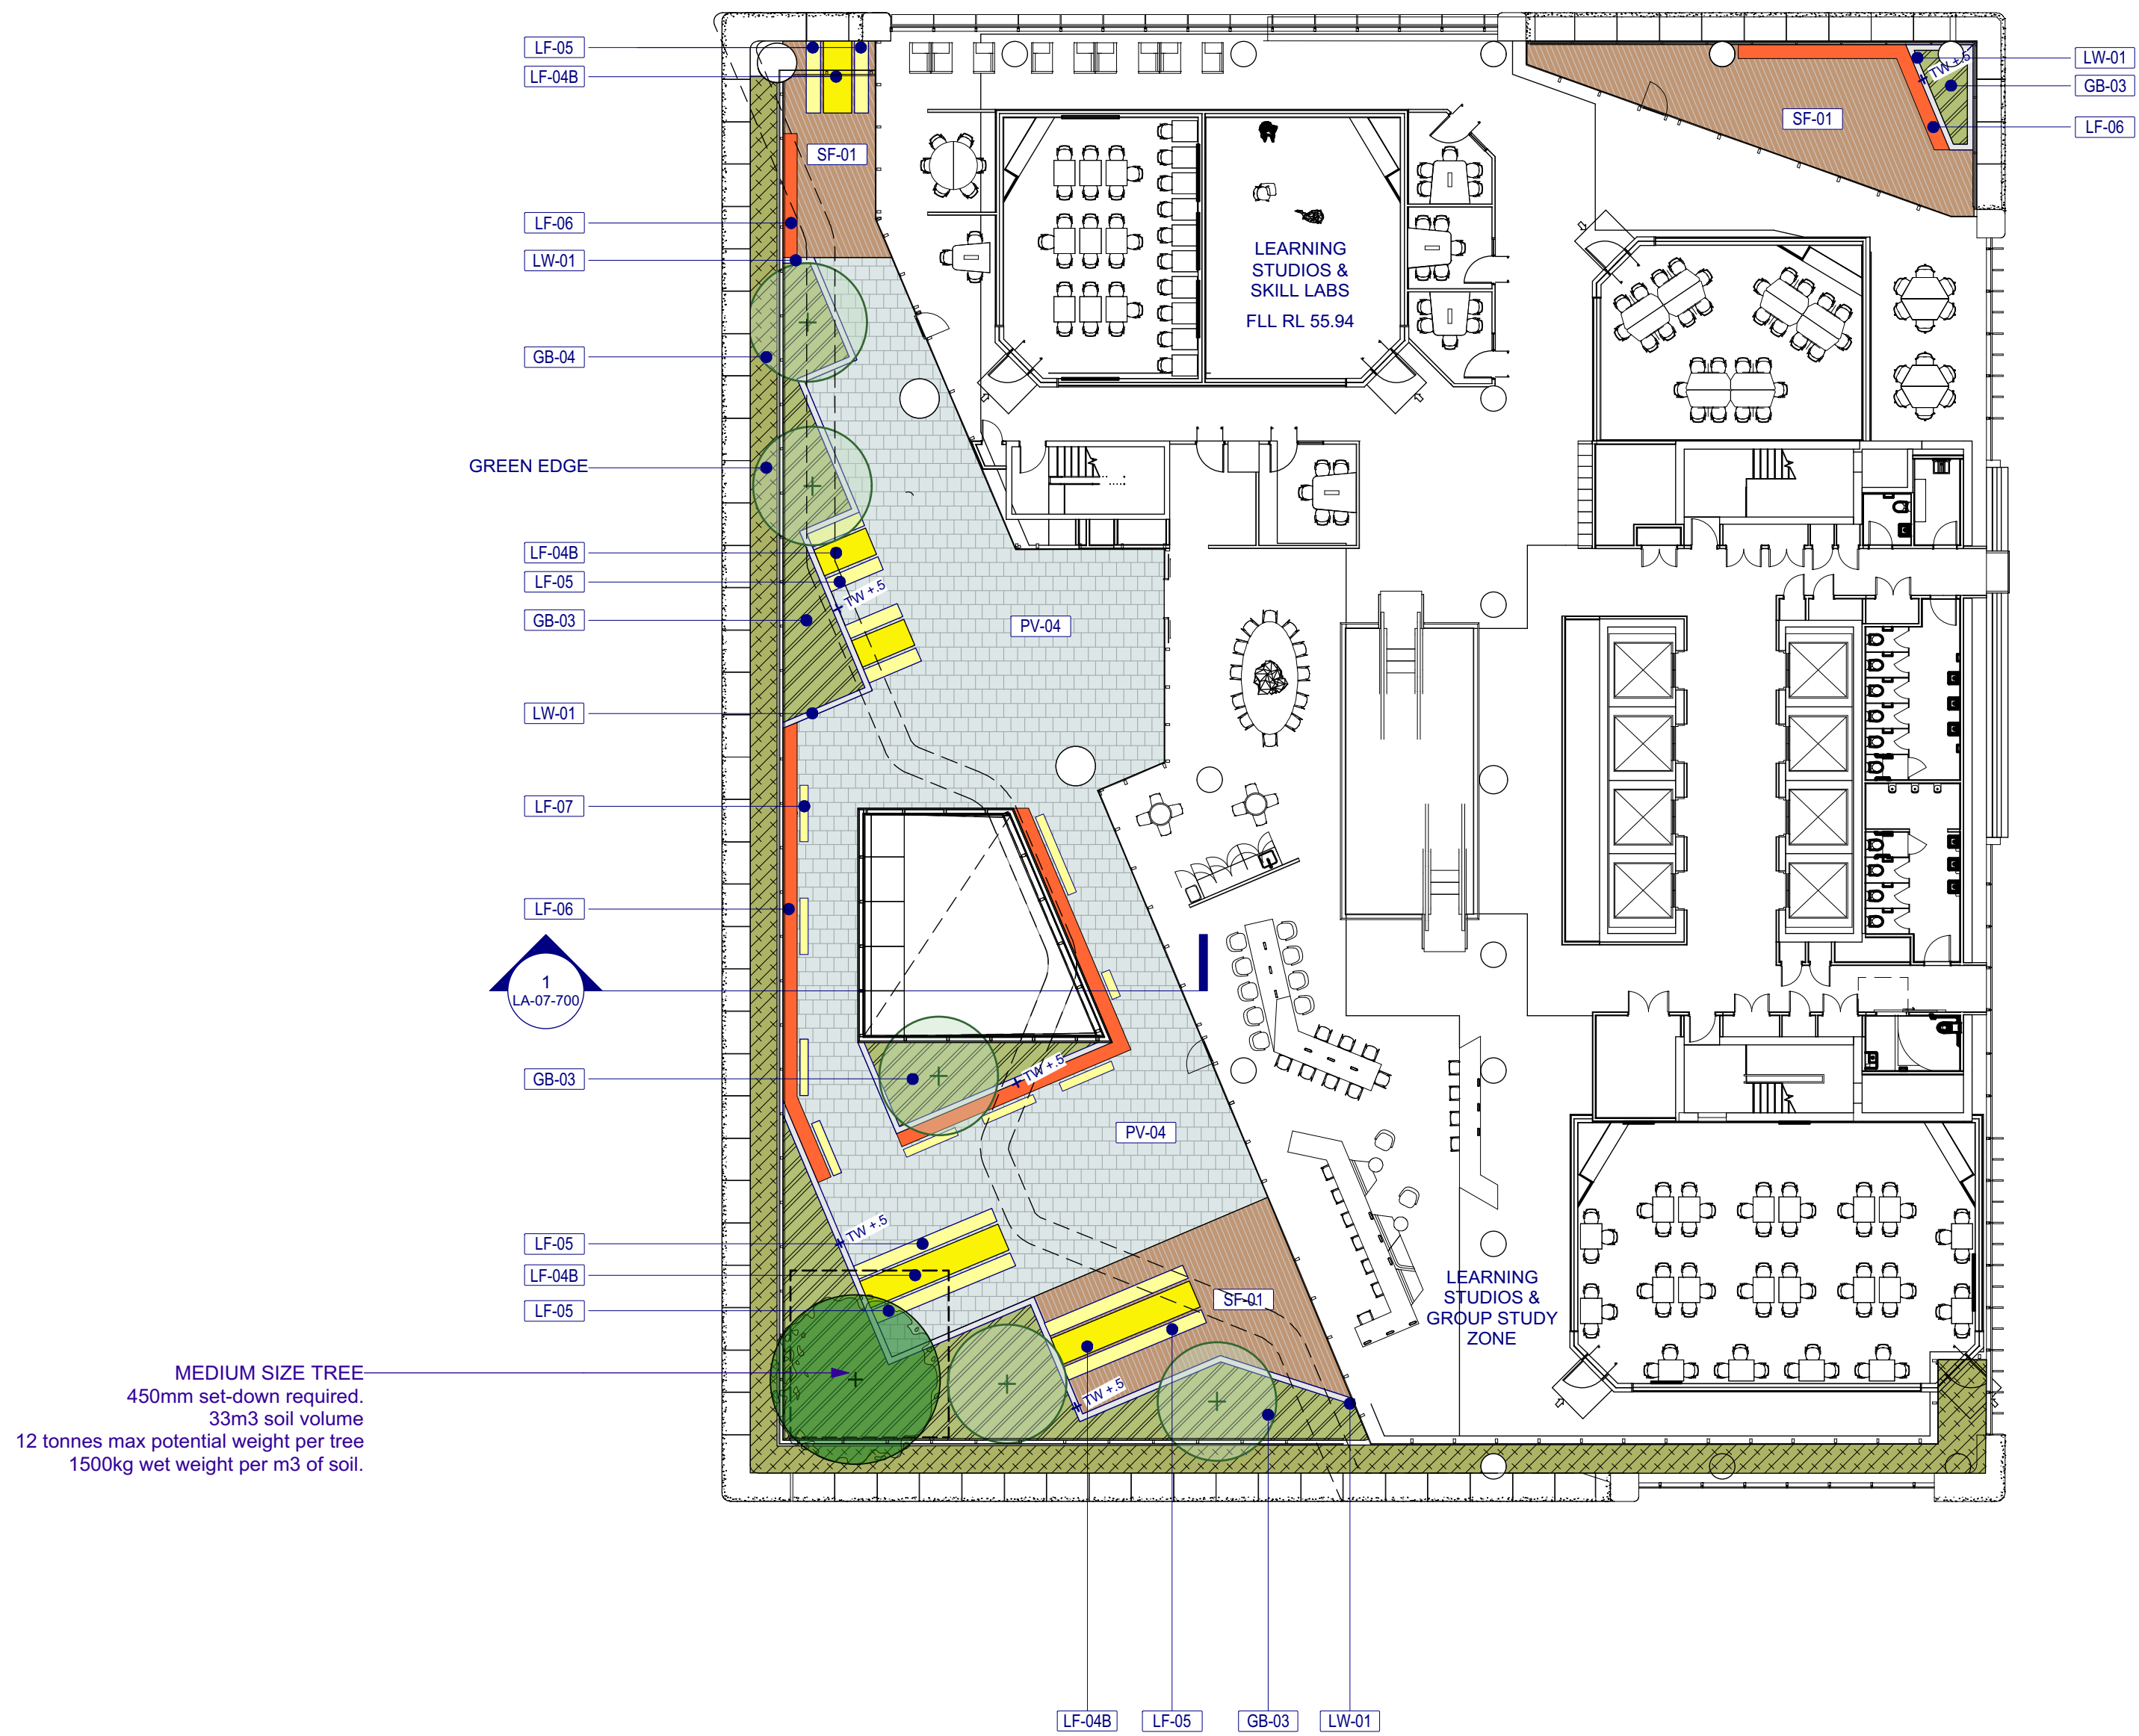 LF-05
LF-04B
LW-01
TW +.5
GB-03
SF-01
LF-06
SF-01
LF-06
LW-01
LEARNING
STUDIOS &
SKILL LABS
FLL RL 55.94
GB-04
GREEN EDGE
LF-04B
LF-05
TW +.5
GB-03
PV-04
LW-01
LF-07
LF-06
1
LA-07-700
GB-03
TW +.5
PV-04
TW +.5
LF-05
LF-04B
LF-05
SF-01
LEARNING
STUDIOS &
GROUP STUDY
ZONE
TW +.5
MEDIUM SIZE TREE
450mm set-down required.
33m3 soil volume
12 tonnes max potential weight per tree
1500kg wet weight per m3 of soil.
LF-04B
LF-05
GB-03
LW-01